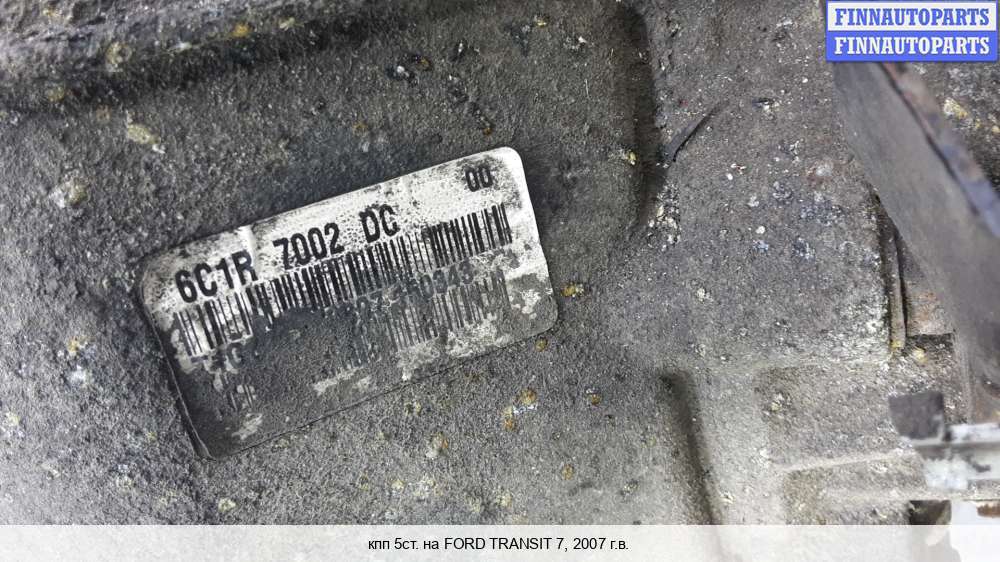 FINNAUTOPARTS
FINNAUTOPARTS
00
6C1R 7002 DC
кпп 5ст. на FORD TRANSIT 7, 2007 г.в.